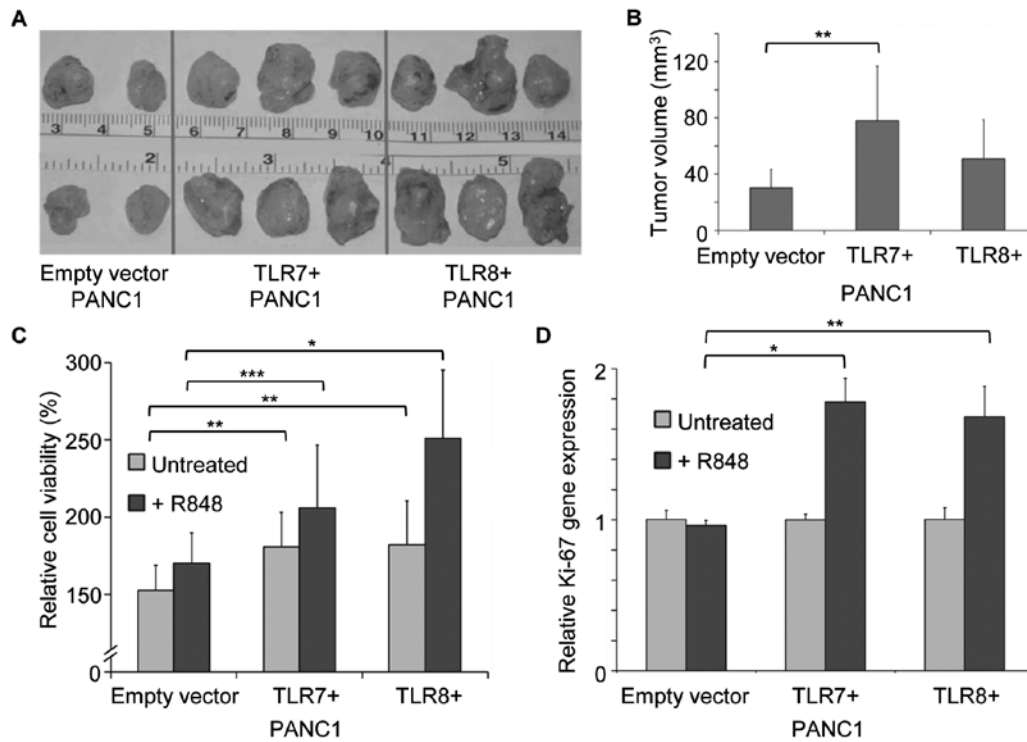 A
3 4 5 6 7 8 9 10 11 12 13 14
2 3 4 5
Empty vector
PANC1
TLR7+
PANC1
TLR8+
PANC1
B
**
Tumor volume (mm³)
120
80
40
0
Empty vector TLR7+ TLR8+
PANC1
C
*
***
**
**
Relative cell viability (%)
300
250
200
150
0
Untreated
+ R848
Empty vector TLR7+ TLR8+
PANC1
D
**
*
Relative Ki-67 gene expression
2
1
0
Untreated
+ R848
Empty vector TLR7+ TLR8+
PANC1